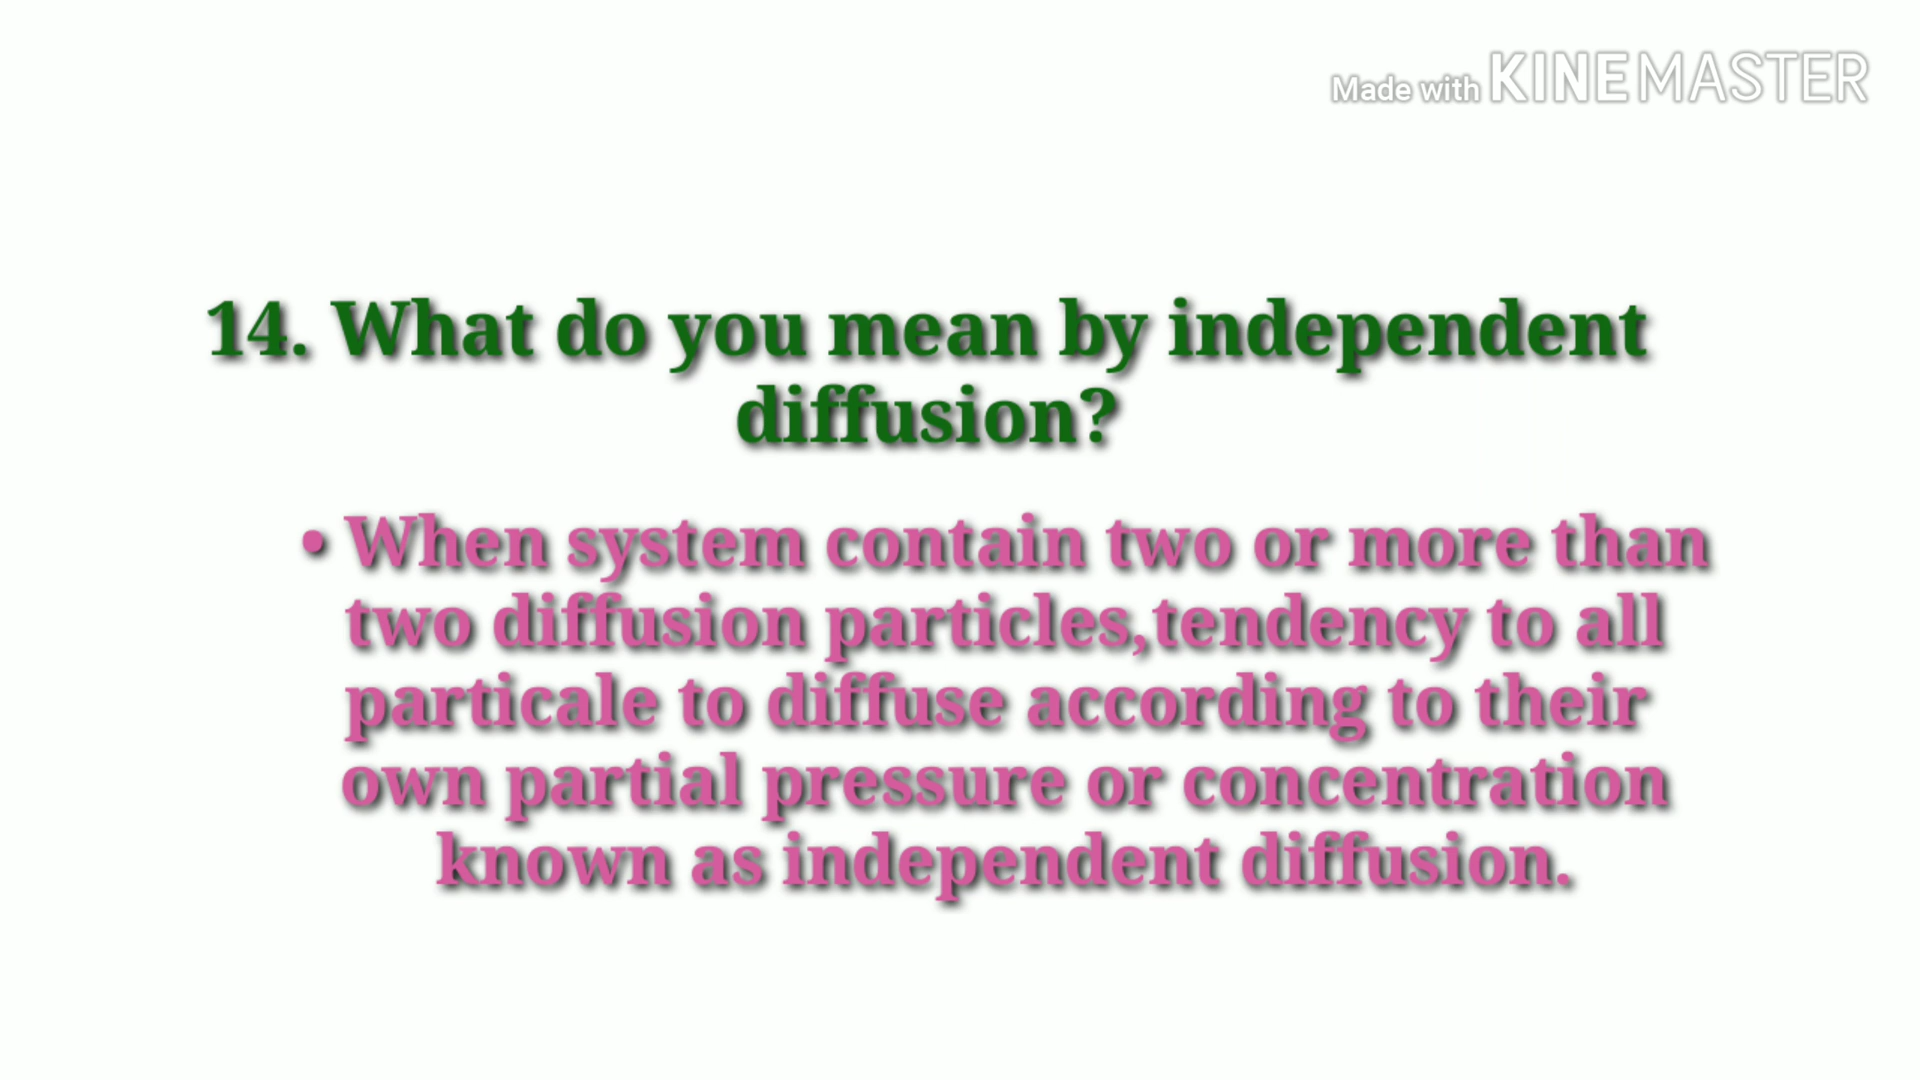 Made with KINEMASTER
14. What do you mean by independent
diffusion?
• When system contain two or more than
two diffusion particles,tendency to all
particale to diffuse according to their
own partial pressure or concentration
known as independent diffusion.